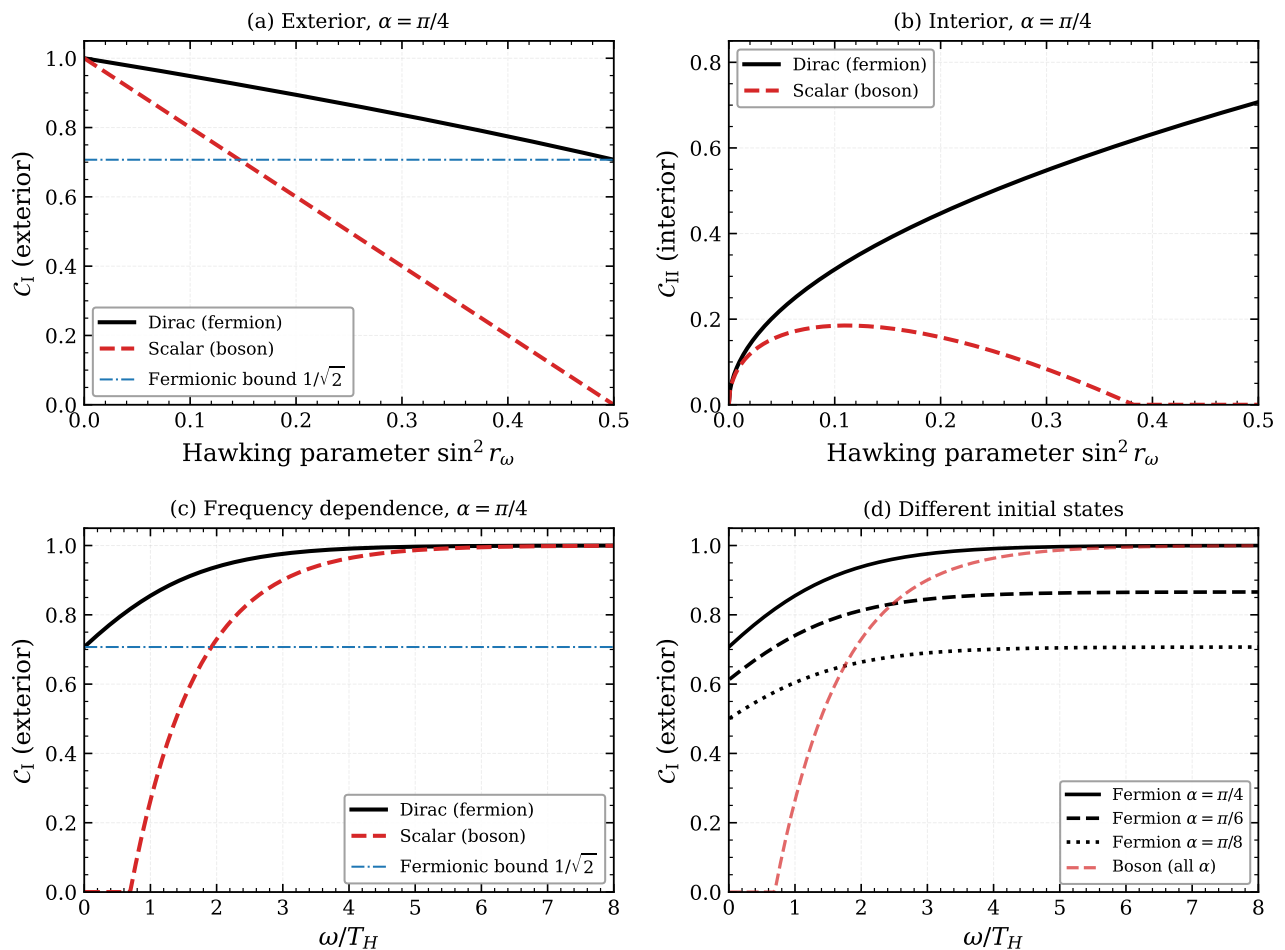 (a) Exterior, α = π/4
1.0
0.8
0.6
0.4
0.2
0.0
0.0 0.1 0.2 0.3 0.4 0.5
𝒞_I (exterior)
Hawking parameter sin² r_ω
Dirac (fermion)
Scalar (boson)
Fermionic bound 1/√2
(b) Interior, α = π/4
0.8
0.6
0.4
0.2
0.0
0.0 0.1 0.2 0.3 0.4 0.5
𝒞_II (interior)
Hawking parameter sin² r_ω
Dirac (fermion)
Scalar (boson)
(c) Frequency dependence, α = π/4
1.0
0.8
0.6
0.4
0.2
0.0
0 1 2 3 4 5 6 7 8
𝒞_I (exterior)
ω/T_H
Dirac (fermion)
Scalar (boson)
Fermionic bound 1/√2
(d) Different initial states
1.0
0.8
0.6
0.4
0.2
0.0
0 1 2 3 4 5 6 7 8
𝒞_I (exterior)
ω/T_H
Fermion α = π/4
Fermion α = π/6
Fermion α = π/8
Boson (all α)